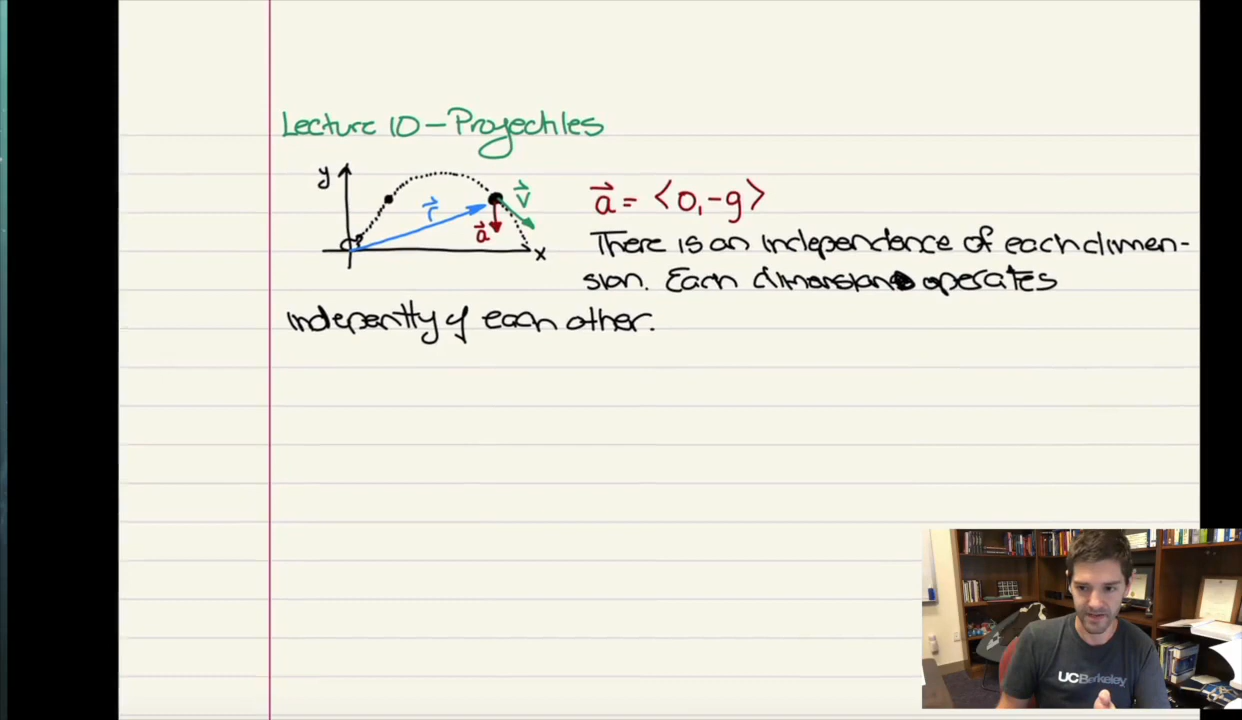 Lecture 10 - Projectiles
y
r
v
a
x
a = <0, -g>
There is an independence of each dimen-
sion. Each dimension operates
indepently of each other.
UC Berkeley